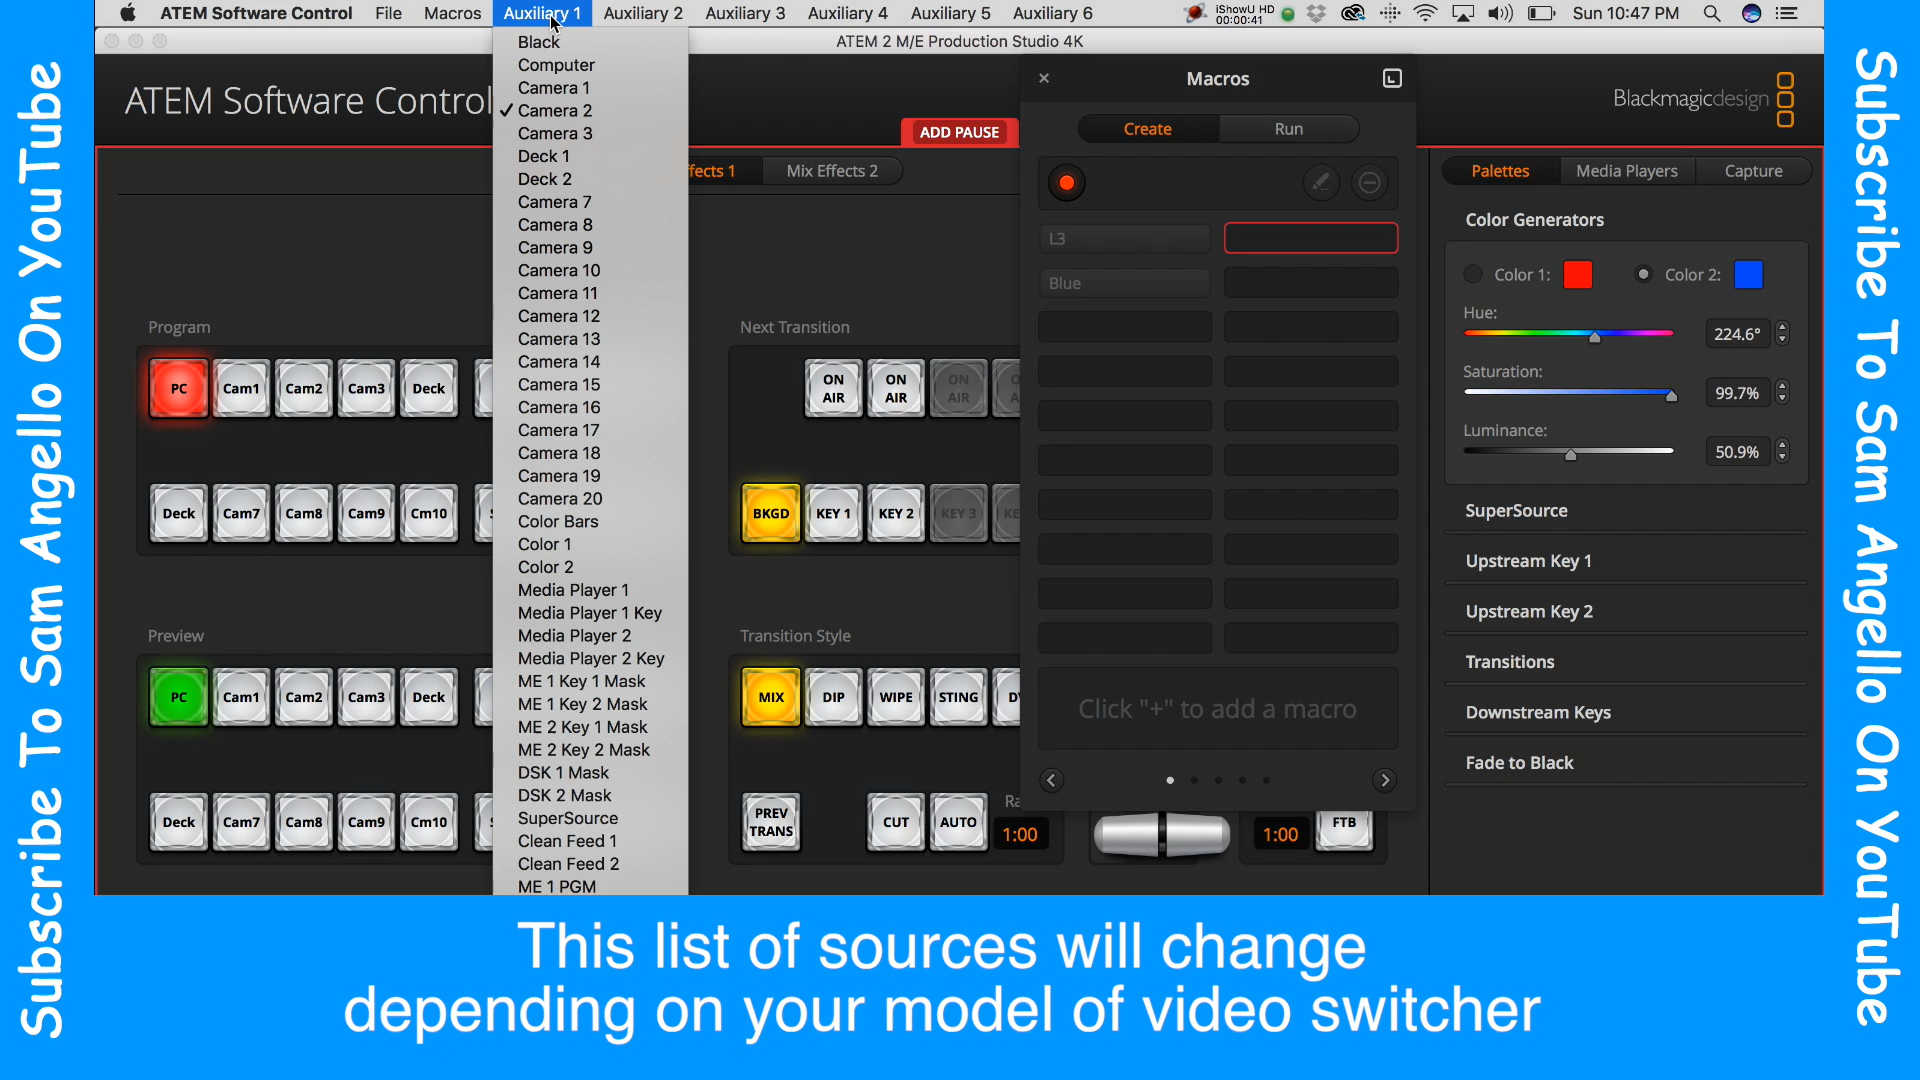 Subscribe To Sam Angello On YouTube
ATEM Software Control File Macros Auxiliary 1 Auxiliary 2 Auxiliary 3 Auxiliary 4 Auxiliary 5 Auxiliary 6 iShowU HD 00:00:41 Sun 10:47 PM
ATEM 2 M/E Production Studio 4K
ATEM Software Control
Black
Computer
Camera 1
✓ Camera 2
Camera 3
Deck 1
Deck 2
Camera 7
Camera 8
Camera 9
Camera 10
Camera 11
Camera 12
Camera 13
Camera 14
Camera 15
Camera 16
Camera 17
Camera 18
Camera 19
Camera 20
Color Bars
Color 1
Color 2
Media Player 1
Media Player 1 Key
Media Player 2
Media Player 2 Key
ME 1 Key 1 Mask
ME 1 Key 2 Mask
ME 2 Key 1 Mask
ME 2 Key 2 Mask
DSK 1 Mask
DSK 2 Mask
SuperSource
Clean Feed 1
Clean Feed 2
ME 1 PGM
Program
PC Cam1 Cam2 Cam3 Deck
Deck Cam7 Cam8 Cam9 Cm10
Preview
PC Cam1 Cam2 Cam3 Deck
Deck Cam7 Cam8 Cam9 Cm10
ADD PAUSE
ffects 1 Mix Effects 2
Next Transition
ON AIR ON AIR ON AIR
BKGD KEY 1 KEY 2 KEY 3
Transition Style
MIX DIP WIPE STING
PREV TRANS CUT AUTO 1:00
1:00 FTB
Macros
Create Run
L3
Blue
Click "+" to add a macro
Blackmagicdesign
Palettes Media Players Capture
Color Generators
Color 1: Color 2:
Hue:
224.6°
Saturation:
99.7%
Luminance:
50.9%
SuperSource
Upstream Key 1
Upstream Key 2
Transitions
Downstream Keys
Fade to Black
This list of sources will change
depending on your model of video switcher
Subscribe To Sam Angello On YouTube